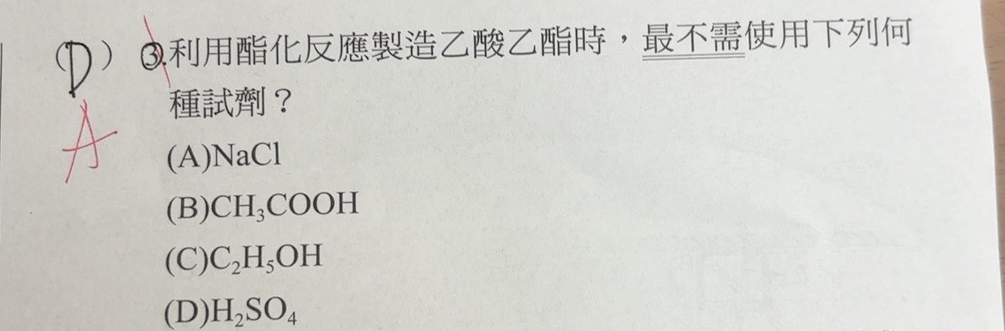 (D) 3.利用酯化反應製造乙酸乙酯時，最不需使用下列何
A 種試劑？
(A)NaCl
(B)CH₃COOH
(C)C₂H₅OH
(D)H₂SO₄